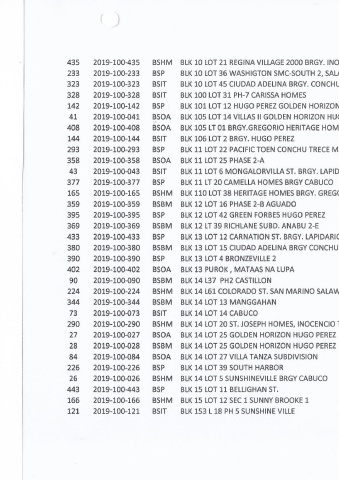 435 2019-100-435 BSHM BLK 10 LOT 21 REGINA VILLAGE 2000 BRGY. INO
233 2019-100-233 BSP BLK 10 LOT 36 WASHIGTON SMC-SOUTH 2, SALA
323 2019-100-323 BSIT BLK 10 LOT 45 CIUDAD ADELINA BRGY. CONCHU
328 2019-100-328 BSIT BLK 100 LOT 31 PH-7 CARISSA HOMES
142 2019-100-142 BSP BLK 101 LOT 12 HUGO PEREZ GOLDEN HORIZON
41 2019-100-041 BSOA BLK 105 LOT 14 VILLAS II GOLDEN HORIZON HUG
408 2019-100-408 BSOA BLK 105 LT 01 BRGY.GREGORIO HERITAGE HOM
144 2019-100-144 BSIT BLK 106 LOT 2 BRGY. HUGO PEREZ
293 2019-100-293 BSP BLK 11 LOT 22 PACIFIC TOEN CONCHU TRECE M
358 2019-100-358 BSOA BLK 11 LOT 25 PHASE 2-A
43 2019-100-043 BSIT BLK 11 LOT 6 MONGALORVILLA ST. BRGY. LAPID
377 2019-100-377 BSP BLK 11 LT 20 CAMELLA HOMES BRGY CABUCO
165 2019-100-165 BSHM BLK 110 LOT 38 HERITAGE HOMES BRGY. GREGO
359 2019-100-359 BSBM BLK 12 LOT 16 PHASE 2-B AGUADO
395 2019-100-395 BSP BLK 12 LOT 42 GREEN FORBES HUGO PEREZ
369 2019-100-369 BSBM BLK 12 LT 39 RICHLANE SUBD. ANABU 2-E
433 2019-100-433 BSP BLK 13 LOT 12 CARNATION ST. BRGY. LAPIDARIO
380 2019-100-380 BSBM BLK 13 LOT 15 CIUDAD ADELINA BRGY CONCHU
390 2019-100-390 BSP BLK 13 LOT 4 BRONZEVILLE 2
402 2019-100-402 BSOA BLK 13 PUROK , MATAAS NA LUPA
90 2019-100-090 BSBM BLK 14 L37 PH2 CASTILLON
224 2019-100-224 BSHM BLK 14 L61 COLORADO ST. SAN MARINO SALAW
344 2019-100-344 BSBM BLK 14 LOT 13 MANGGAHAN
73 2019-100-073 BSIT BLK 14 LOT 14 CABUCO
290 2019-100-290 BSHM BLK 14 LOT 20 ST. JOSEPH HOMES, INOCENCIO T
27 2019-100-027 BSOA BLK 14 LOT 25 GOLDEN HORIZON HUGO PEREZ
28 2019-100-028 BSBM BLK 14 LOT 25 GOLDEN HORIZON HUGO PEREZ
84 2019-100-084 BSOA BLK 14 LOT 27 VILLA TANZA SUBDIVISION
226 2019-100-226 BSP BLK 14 LOT 39 SOUTH HARBOR
26 2019-100-026 BSHM BLK 14 LOT 5 SUNSHINEVILLE BRGY CABUCO
443 2019-100-443 BSP BLK 15 LOT 11 BELLIGHAN ST.
166 2019-100-166 BSHM BLK 15 LOT 12 SEC 1 SUNNY BROOKE 1
121 2019-100-121 BSIT BLK 153 L 18 PH 5 SUNSHINE VILLE